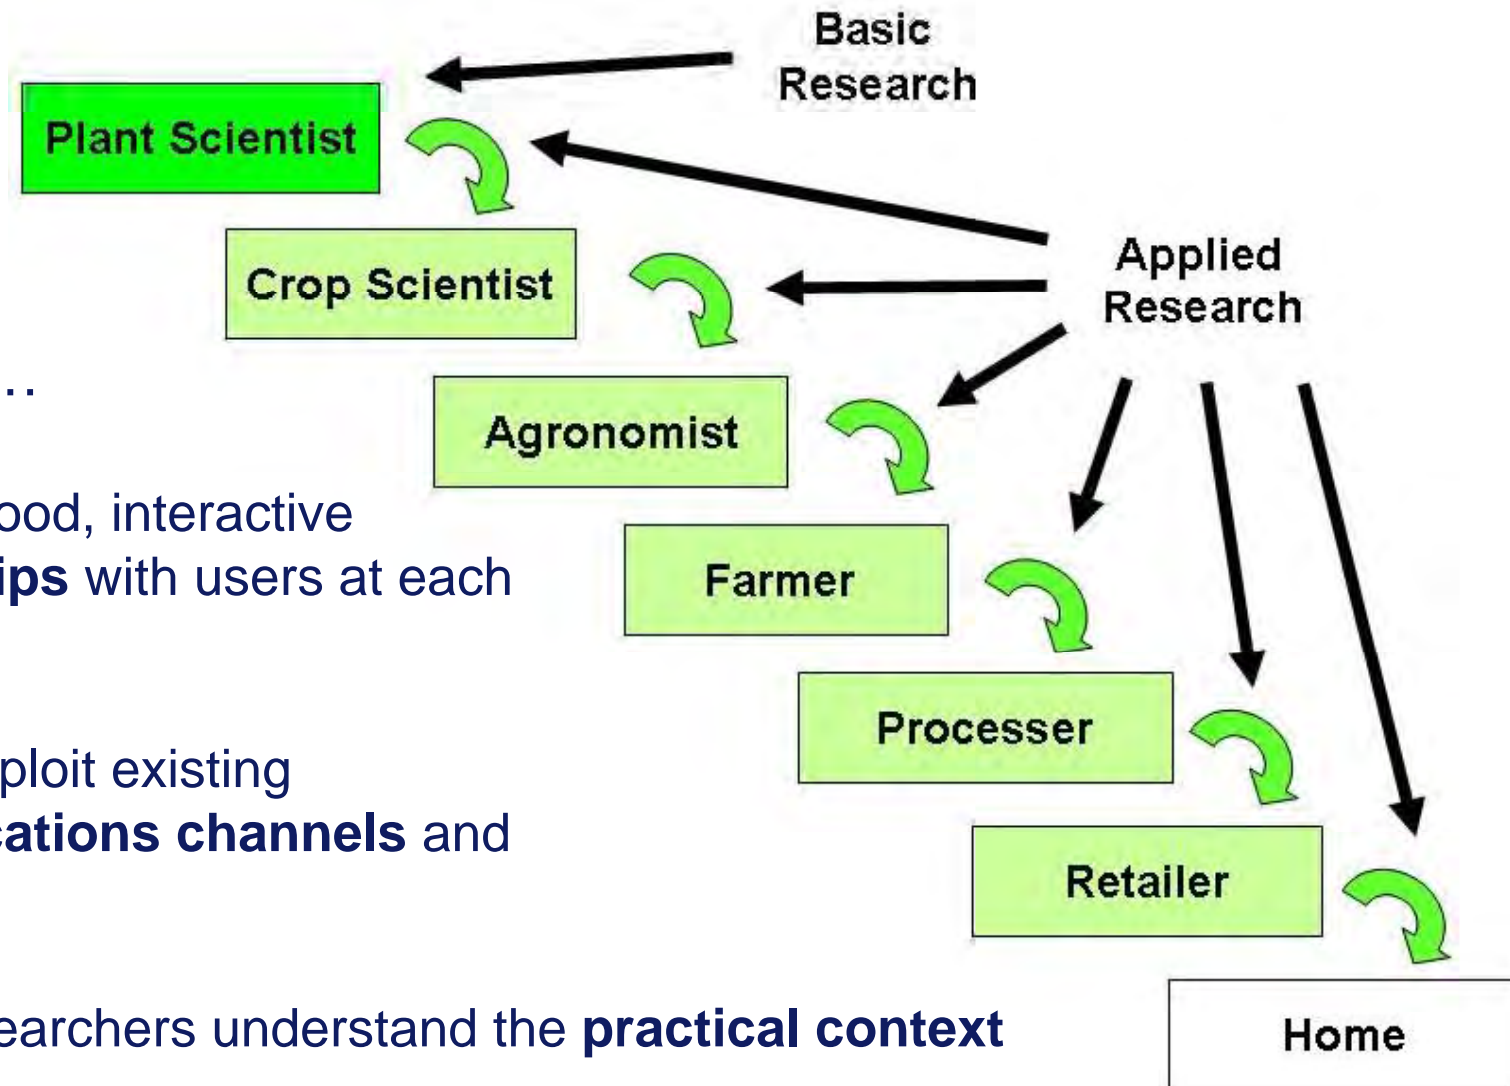 Basic
Research
Plant Scientist
Crop Scientist
Applied
Research
…
Agronomist
ood, interactive
ips with users at each
Farmer
Processer
ploit existing
cations channels and
Retailer
earchers understand the practical context
Home